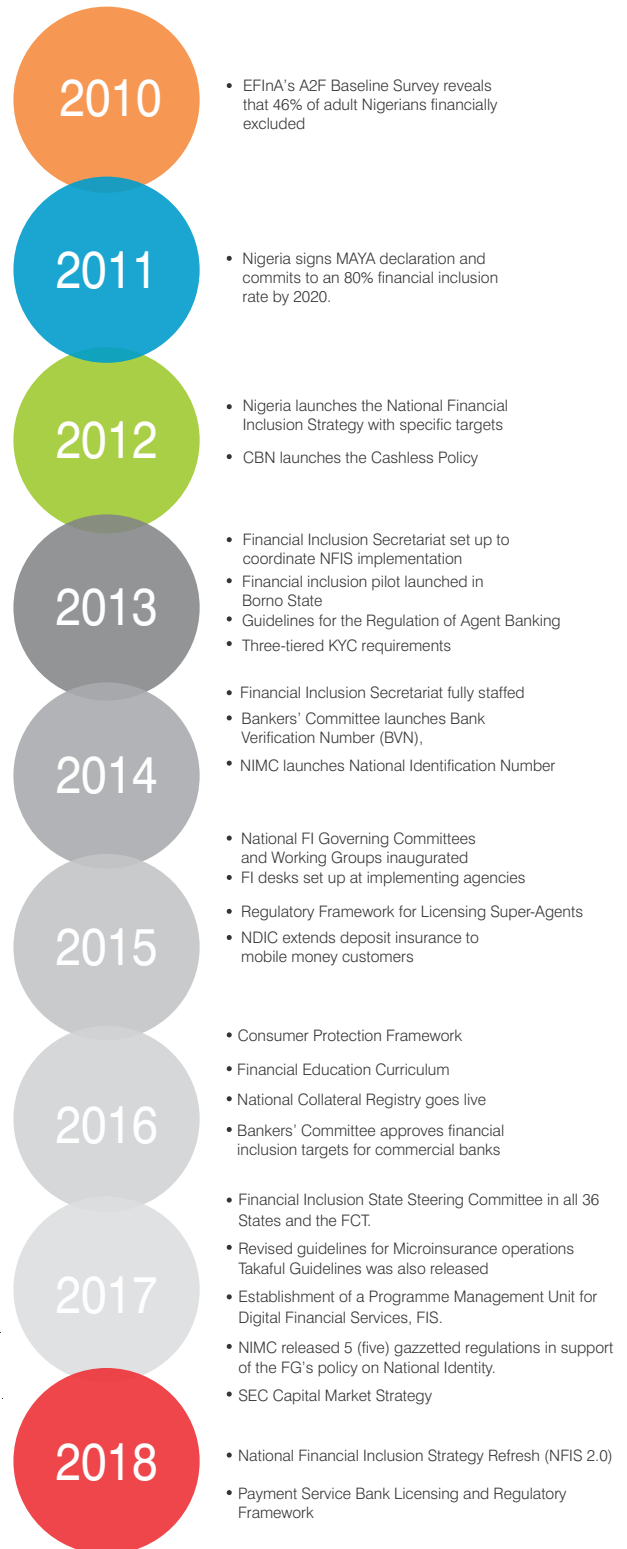 2010
• EFInA's A2F Baseline Survey reveals
that 46% of adult Nigerians financially
excluded
2011
• Nigeria signs MAYA declaration and
commits to an 80% financial inclusion
rate by 2020.
2012
• Nigeria launches the National Financial
Inclusion Strategy with specific targets
• CBN launches the Cashless Policy
2013
• Financial Inclusion Secretariat set up to
coordinate NFIS implementation
• Financial inclusion pilot launched in
Borno State
• Guidelines for the Regulation of Agent Banking
• Three-tiered KYC requirements
2014
• Financial Inclusion Secretariat fully staffed
• Bankers' Committee launches Bank
Verification Number (BVN),
• NIMC launches National Identification Number
2015
• National FI Governing Committees
and Working Groups inaugurated
• FI desks set up at implementing agencies
• Regulatory Framework for Licensing Super-Agents
• NDIC extends deposit insurance to
mobile money customers
2016
• Consumer Protection Framework
• Financial Education Curriculum
• National Collateral Registry goes live
• Bankers' Committee approves financial
inclusion targets for commercial banks
2017
• Financial Inclusion State Steering Committee in all 36
States and the FCT.
• Revised guidelines for Microinsurance operations
Takaful Guidelines was also released
• Establishment of a Programme Management Unit for
Digital Financial Services, FIS.
• NIMC released 5 (five) gazzetted regulations in support
of the FG's policy on National Identity.
• SEC Capital Market Strategy
2018
• National Financial Inclusion Strategy Refresh (NFIS 2.0)
• Payment Service Bank Licensing and Regulatory
Framework